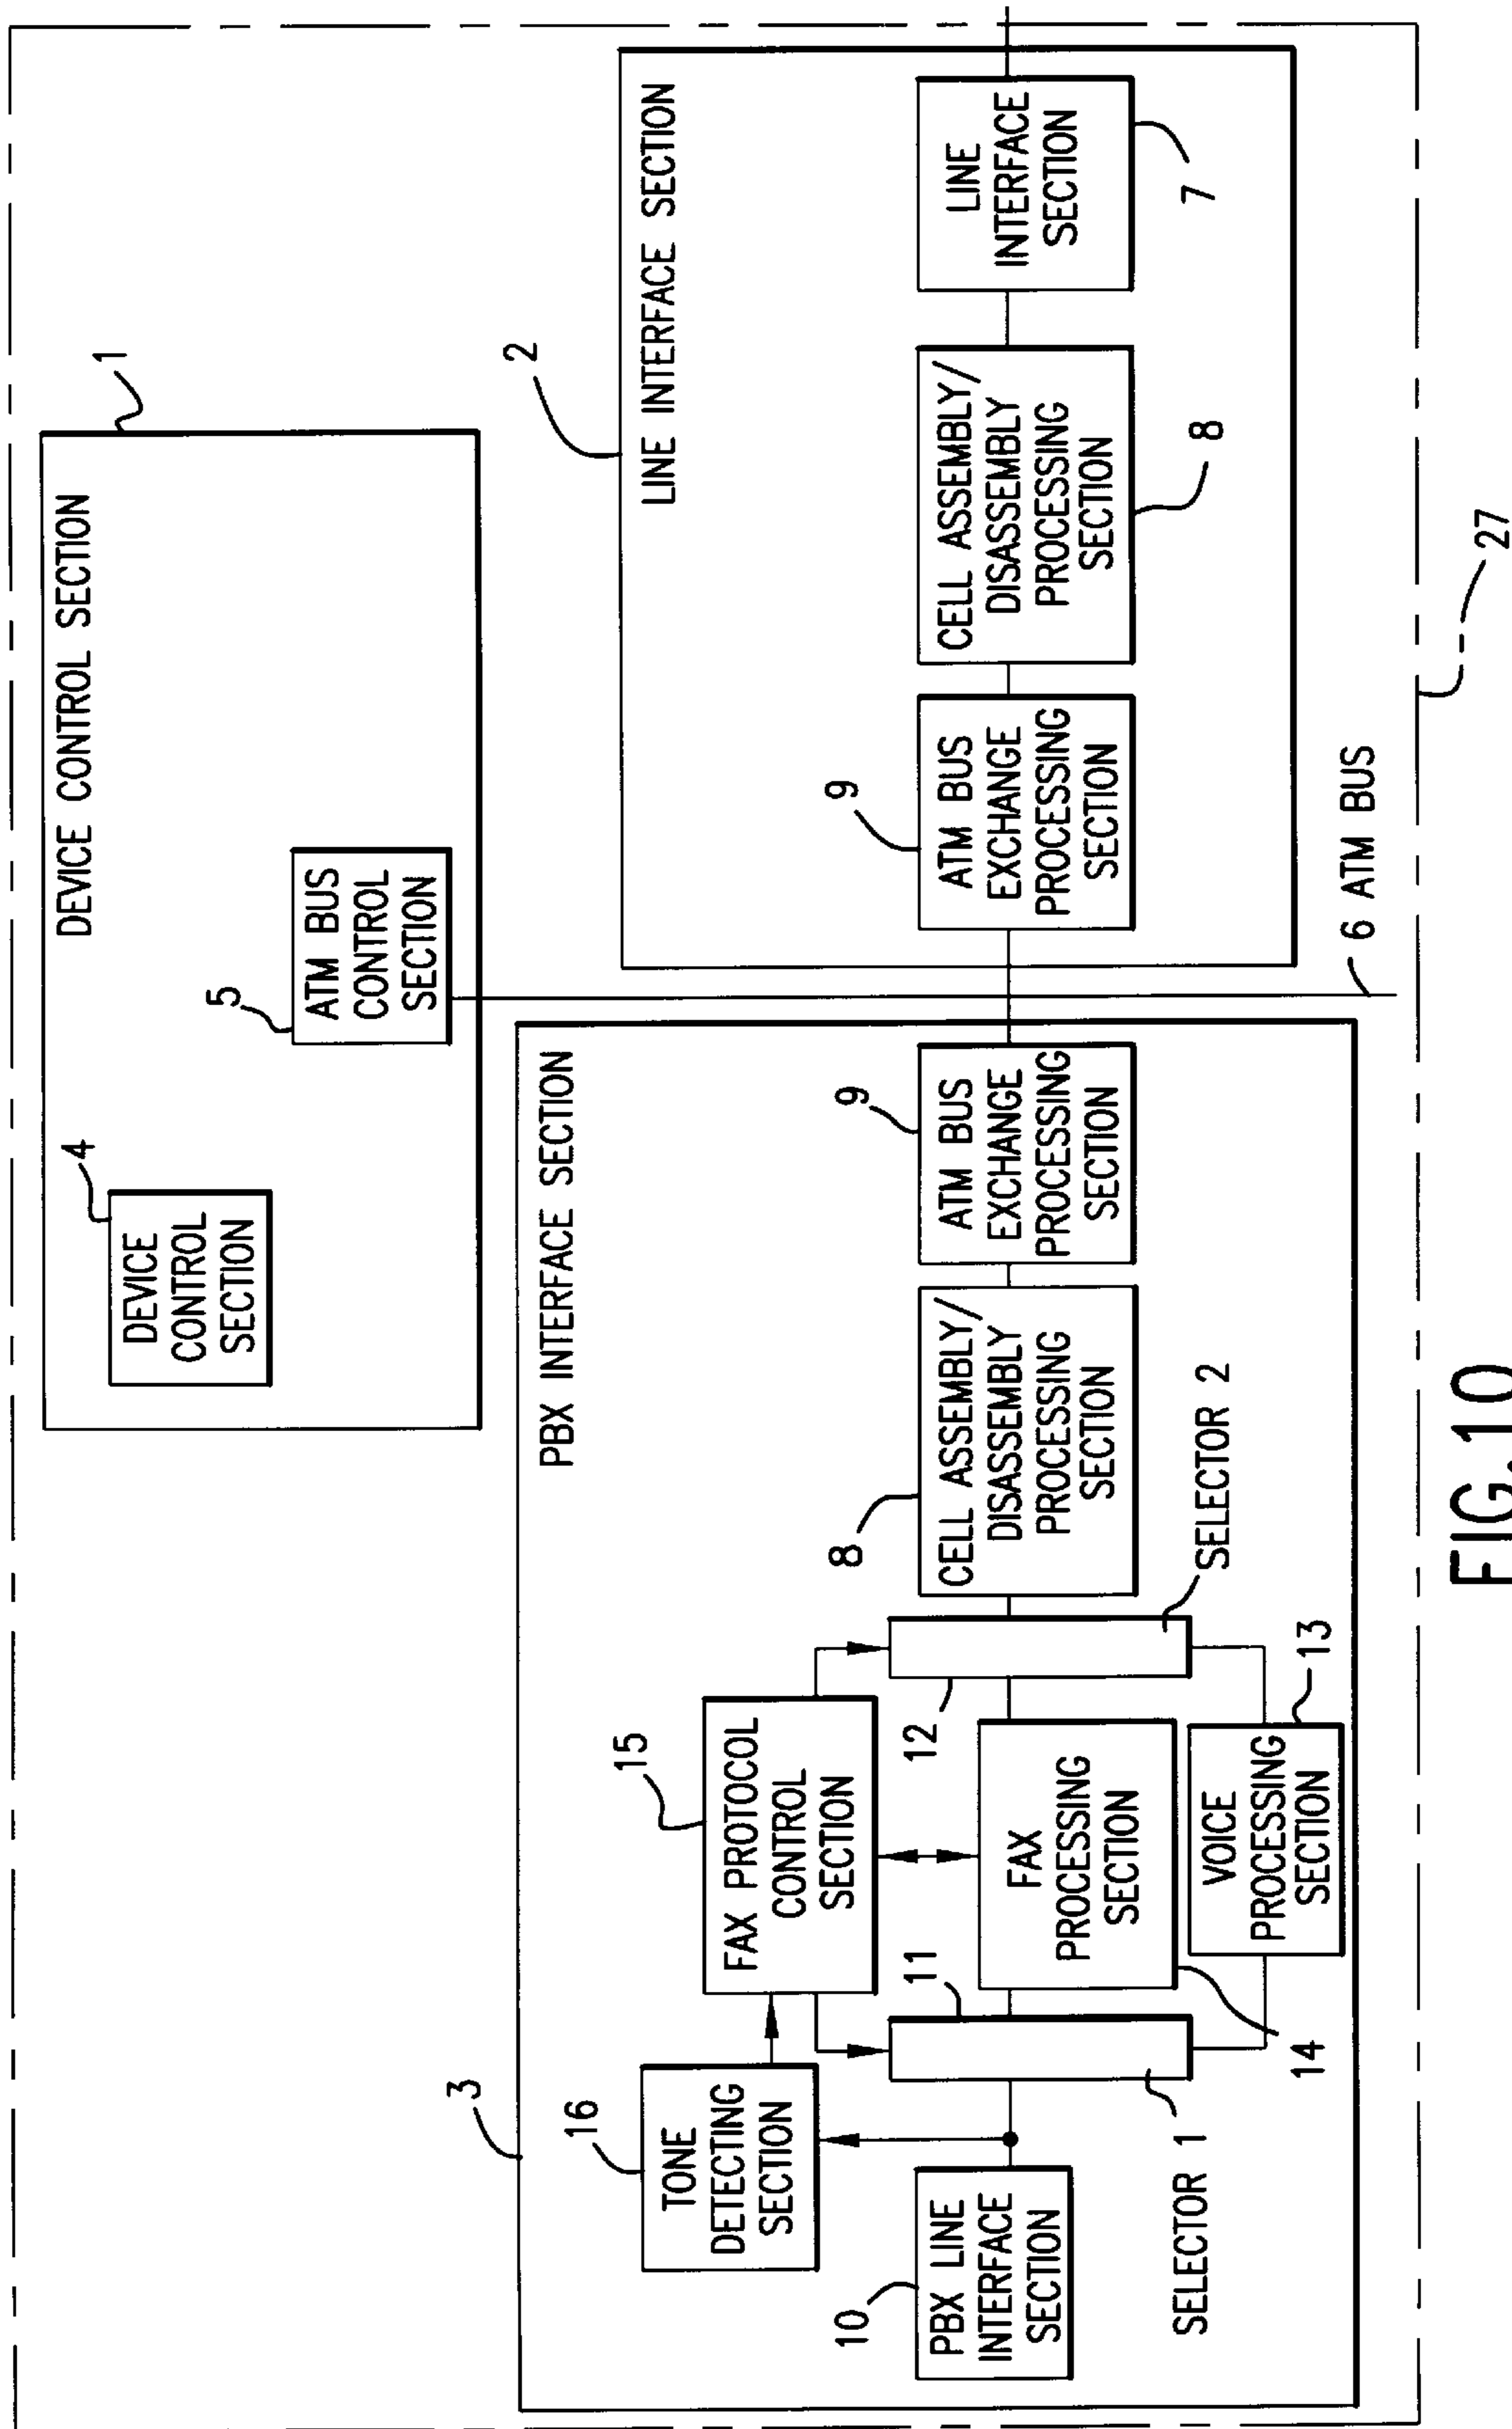 DEVICE CONTROL SECTION
1
4
DEVICE
CONTROL
SECTION
5
ATM BUS
CONTROL
SECTION
3
PBX INTERFACE SECTION
16
TONE
DETECTING
SECTION
15
FAX PROTOCOL
CONTROL
SECTION
10
PBX LINE
INTERFACE
SECTION
11
SELECTOR 1
14
FAX
PROCESSING
SECTION
VOICE
PROCESSING
SECTION
13
12
SELECTOR 2
8
CELL ASSEMBLY/
DISASSEMBLY
PROCESSING
SECTION
9
ATM BUS
EXCHANGE
PROCESSING
SECTION
2
LINE INTERFACE SECTION
9
ATM BUS
EXCHANGE
PROCESSING
SECTION
CELL ASSEMBLY/
DISASSEMBLY
PROCESSING
SECTION
8
LINE
INTERFACE
SECTION
7
6 ATM BUS
27
FIG.10